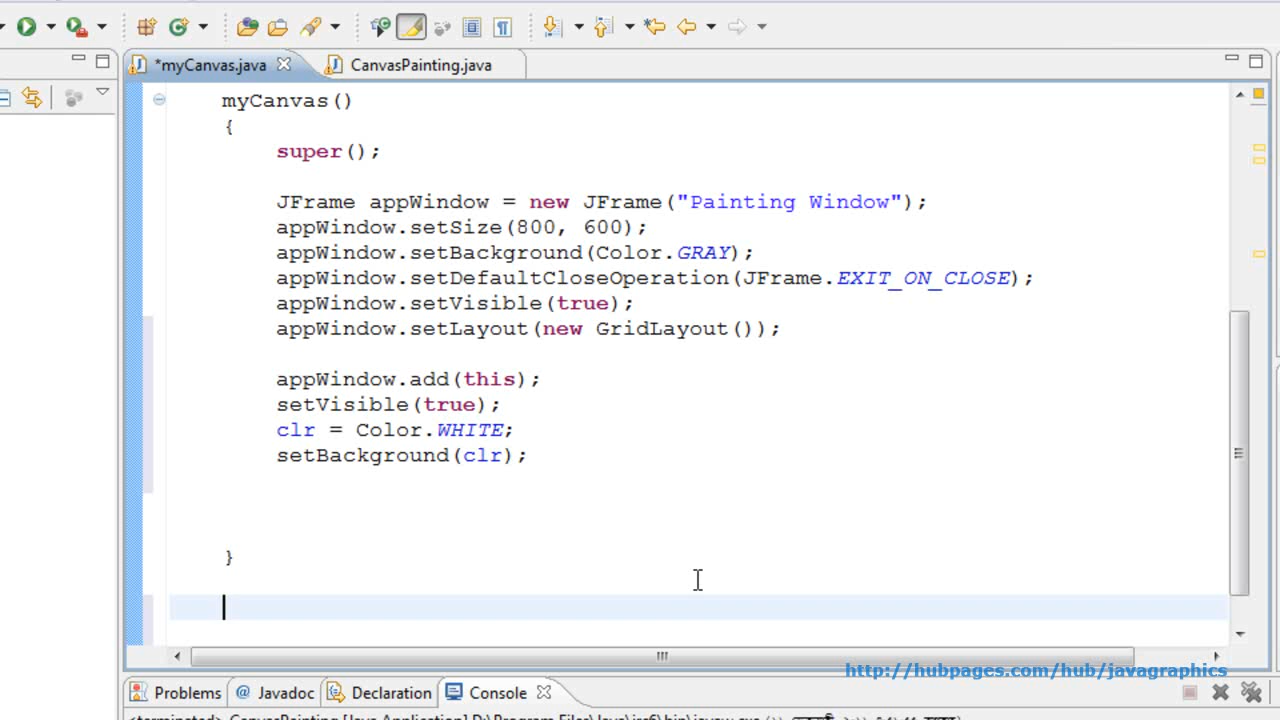 *myCanvas.java
CanvasPainting.java
myCanvas()
{
super();
JFrame appWindow = new JFrame("Painting Window");
appWindow.setSize(800, 600);
appWindow.setBackground(Color.GRAY);
appWindow.setDefaultCloseOperation(JFrame.EXIT_ON_CLOSE);
appWindow.setVisible(true);
appWindow.setLayout(new GridLayout());
appWindow.add(this);
setVisible(true);
clr = Color.WHITE;
setBackground(clr);
}
http://hubpages.com/hub/javagraphics
Problems @ Javadoc Declaration Console